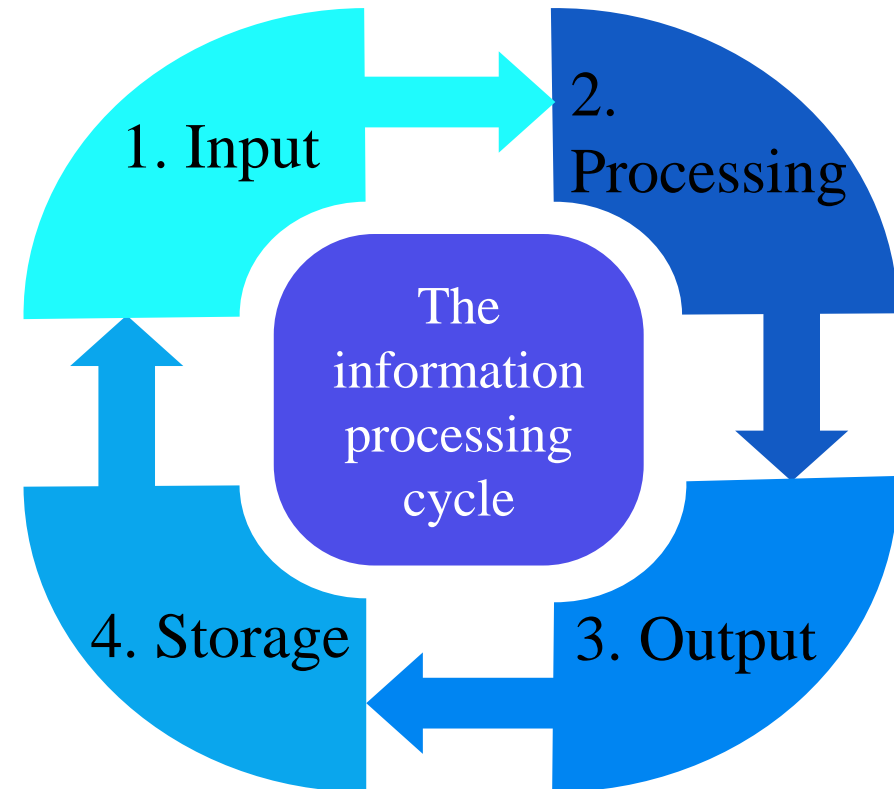 1. Input
2.
Processing
The
information
processing
cycle
4. Storage
3. Output